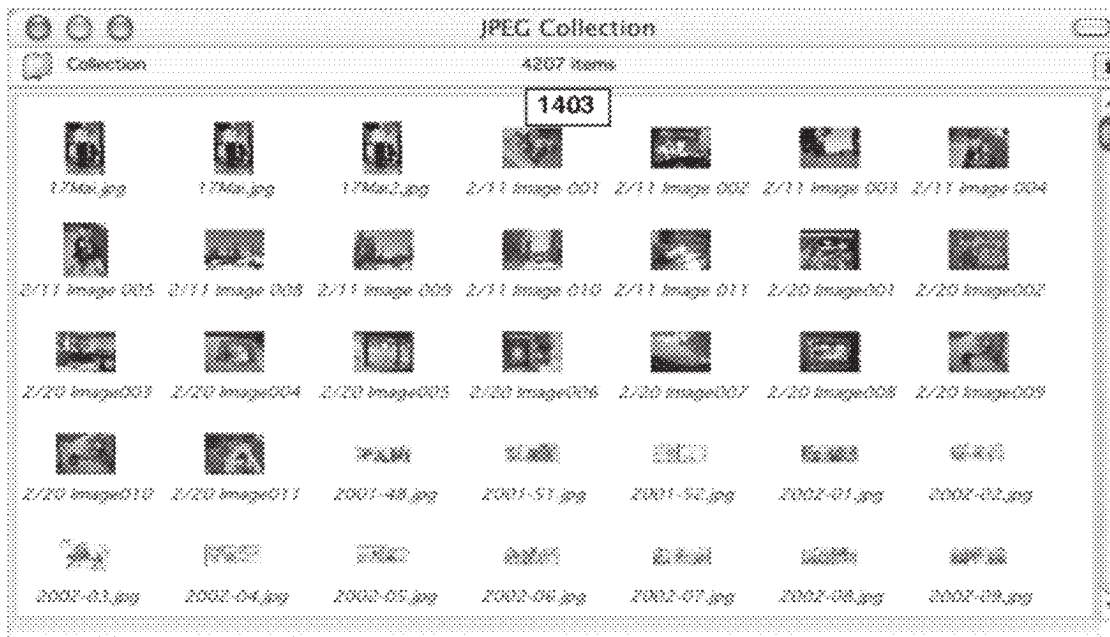 JPEG Collection
Collection 4207 items
1403
17Mai.jpg 17Mai.jpg 17Mai2.jpg 2/11 Image 001 2/11 Image 002 2/11 Image 003 2/11 Image 004
2/11 Image 005 2/11 Image 008 2/11 Image 009 2/11 Image 010 2/11 Image 011 2/20 Image001 2/20 Image002
2/20 Image003 2/20 Image004 2/20 Image005 2/20 Image006 2/20 Image007 2/20 Image008 2/20 Image009
2/20 Image010 2/20 Image011 2001-48.jpg 2001-51.jpg 2001-52.jpg 2002-01.jpg 2002-02.jpg
2002-03.jpg 2002-04.jpg 2002-05.jpg 2002-06.jpg 2002-07.jpg 2002-08.jpg 2002-09.jpg